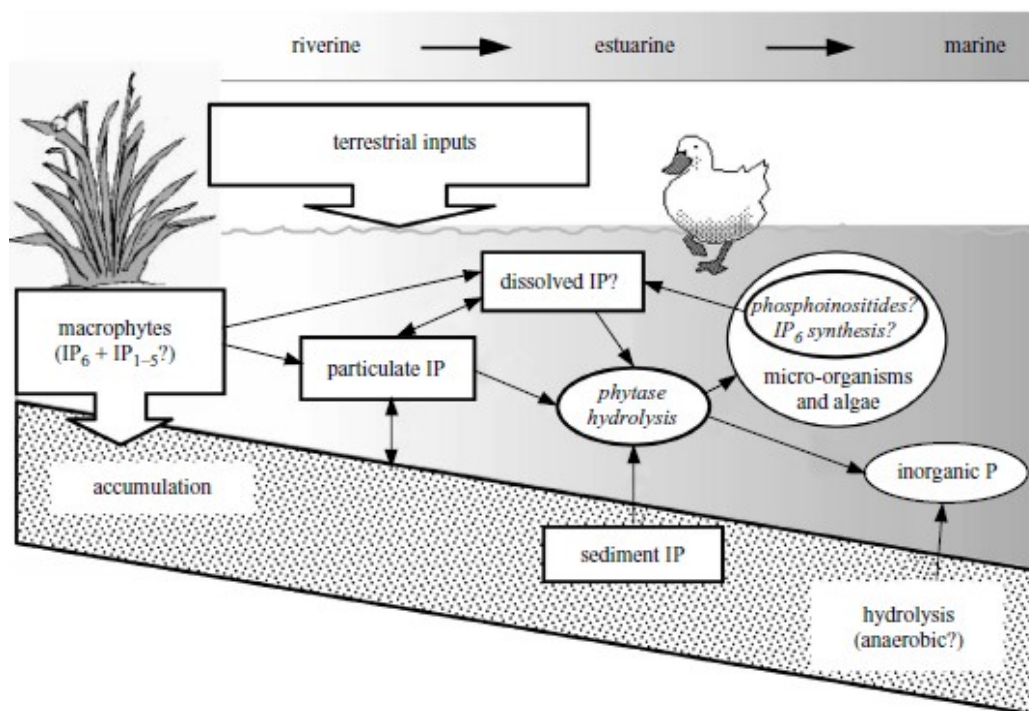 riverine estuarine marine
terrestrial inputs
dissolved IP?
phosphoinositides?
IP₆ synthesis?
macrophytes
(IP₆ + IP₁₋₅?)
particulate IP
micro-organisms
and algae
phytase
hydrolysis
inorganic P
accumulation
sediment IP
hydrolysis
(anaerobic?)